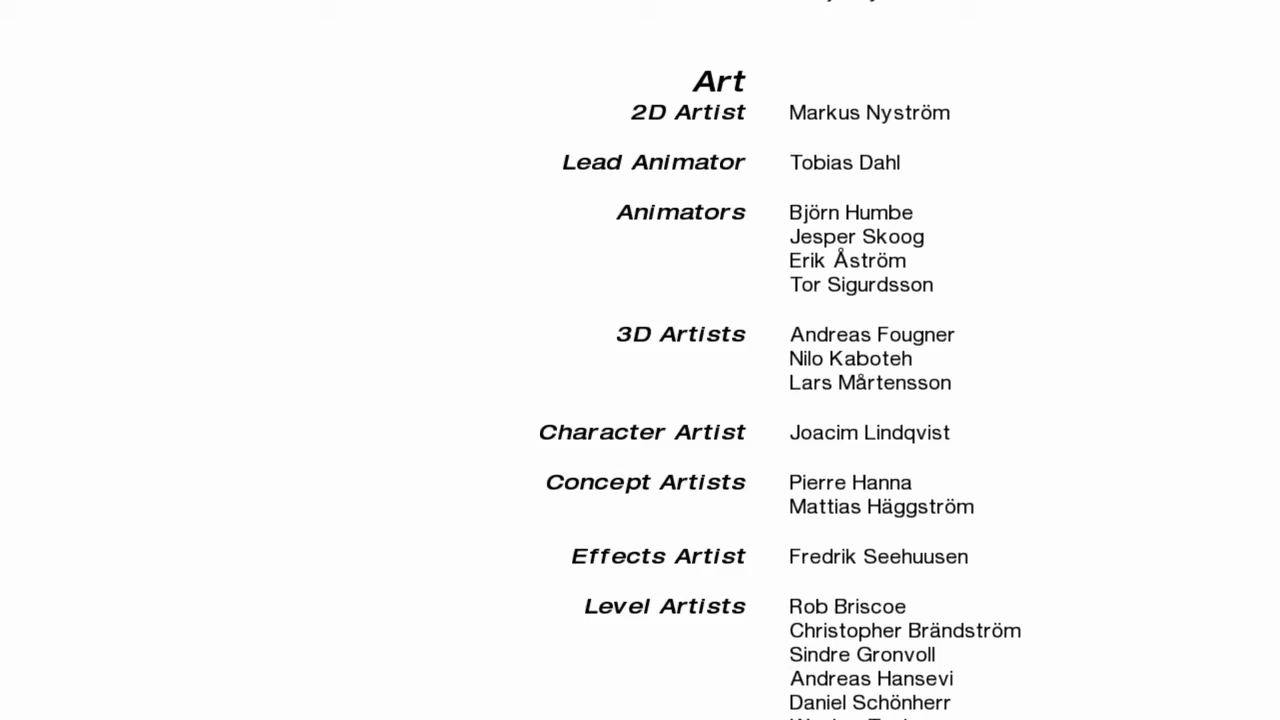 Art
2D Artist Markus Nyström
Lead Animator Tobias Dahl
Animators Björn Humbe
Jesper Skoog
Erik Åström
Tor Sigurdsson
3D Artists Andreas Fougner
Nilo Kaboteh
Lars Mårtensson
Character Artist Joacim Lindqvist
Concept Artists Pierre Hanna
Mattias Häggström
Effects Artist Fredrik Seehuusen
Level Artists Rob Briscoe
Christopher Brändström
Sindre Gronvoll
Andreas Hansevi
Daniel Schönherr